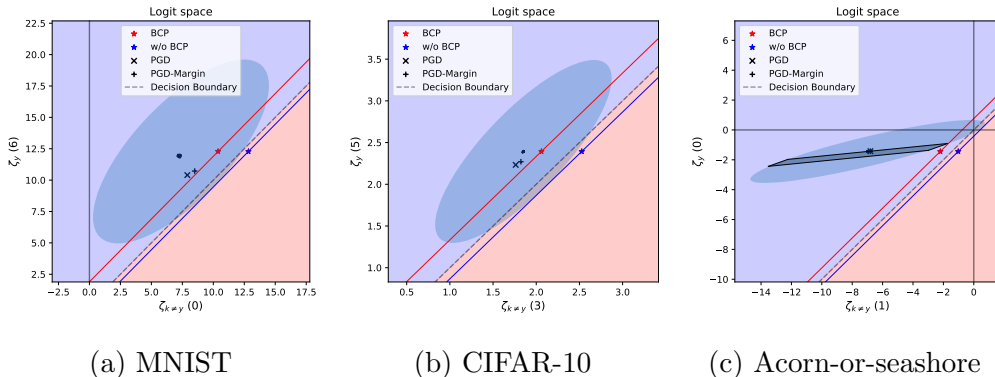 Logit space
22.5
20.0
17.5
15.0
12.5
10.0
7.5
5.0
2.5
ζy (6)
BCP
w/o BCP
PGD
PGD-Margin
Decision Boundary
−2.5 0.0 2.5 5.0 7.5 10.0 12.5 15.0 17.5
ζk≠y (0)
(a) MNIST
Logit space
4.0
3.5
3.0
2.5
2.0
1.5
1.0
ζy (5)
BCP
w/o BCP
PGD
PGD-Margin
Decision Boundary
0.5 1.0 1.5 2.0 2.5 3.0
ζk≠y (3)
(b) CIFAR-10
Logit space
6
4
2
0
−2
−4
−6
−8
−10
ζy (0)
BCP
w/o BCP
PGD
PGD-Margin
Decision Boundary
−14 −12 −10 −8 −6 −4 −2 0
ζk≠y (1)
(c) Acorn-or-seashore